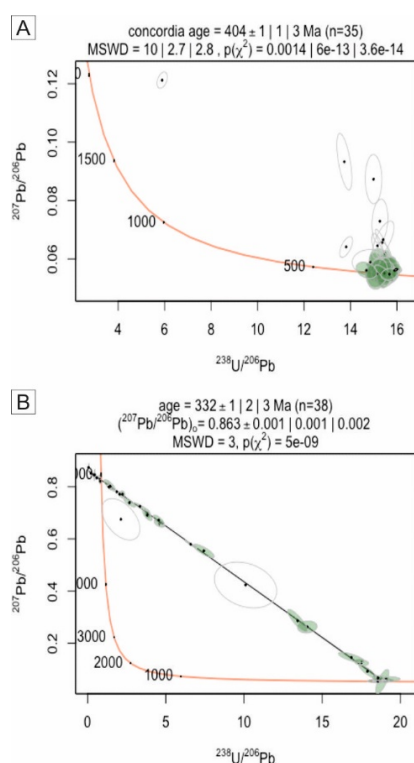 A
concordia age = 404 ± 1 | 1 | 3 Ma (n=35)
MSWD = 10 | 2.7 | 2.8 , p(χ²) = 0.0014 | 6e-13 | 3.6e-14
0.12
0.10
0.08
0.06
²⁰⁷Pb/²⁰⁶Pb
0
1500
1000
500
4 6 8 10 12 14 16
²³⁸U/²⁰⁶Pb
B
age = 332 ± 1 | 2 | 3 Ma (n=38)
(²⁰⁷Pb/²⁰⁶Pb)₀= 0.863 ± 0.001 | 0.001 | 0.002
MSWD = 3, p(χ²) = 5e-09
0.8
0.6
0.4
0.2
²⁰⁷Pb/²⁰⁶Pb
000
000
3000
2000
1000
0 5 10 15 20
²³⁸U/²⁰⁶Pb